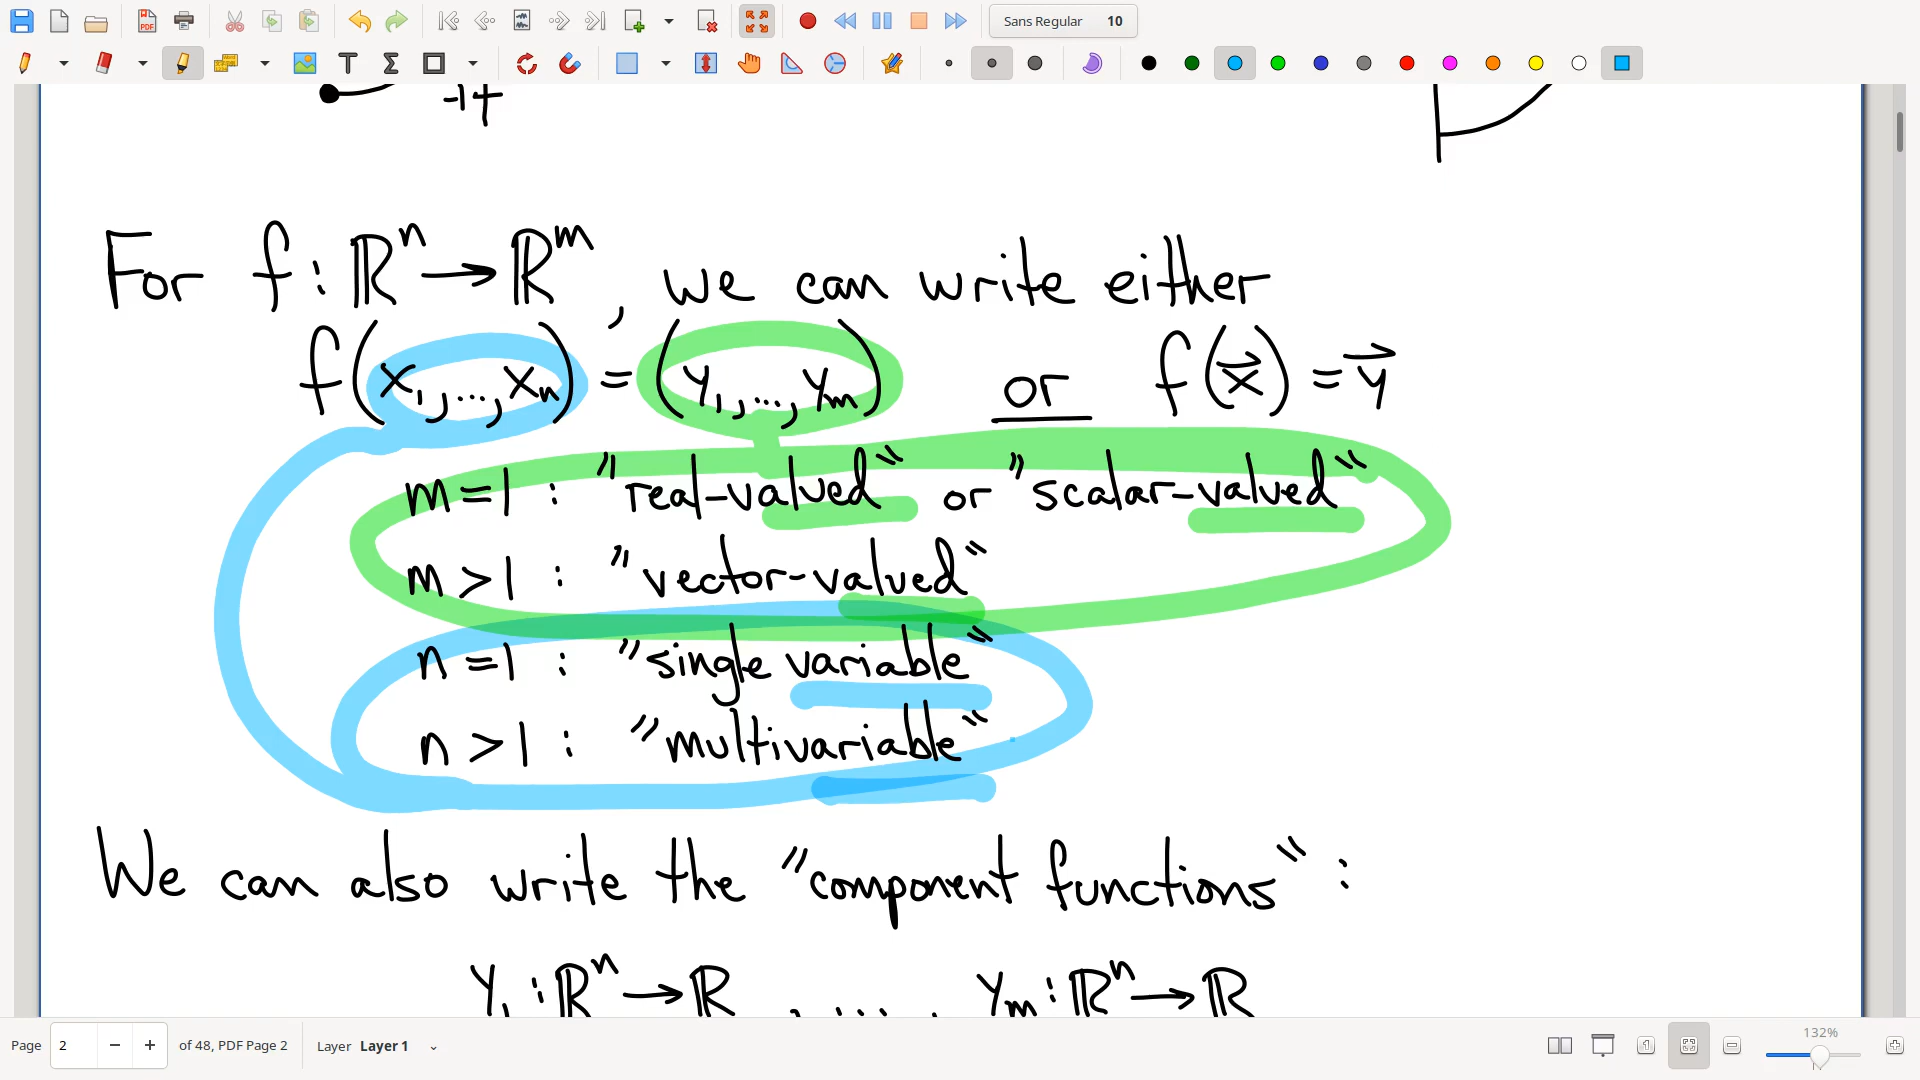 Sans Regular 10
-14
For f : ℝⁿ → ℝᵐ, we can write either
f(x₁,...,xₙ) = (y₁,...,yₘ) or f(x⃗) = y⃗
m=1 : "real-valued" or "scalar-valued"
m>1 : "vector-valued"
n=1 : "single variable"
n>1 : "multivariable"
We can also write the "component functions" :
y₁ : ℝⁿ → ℝ , ... , yₘ : ℝⁿ → ℝ
Page 2 − + of 48, PDF Page 2 Layer Layer 1 132%